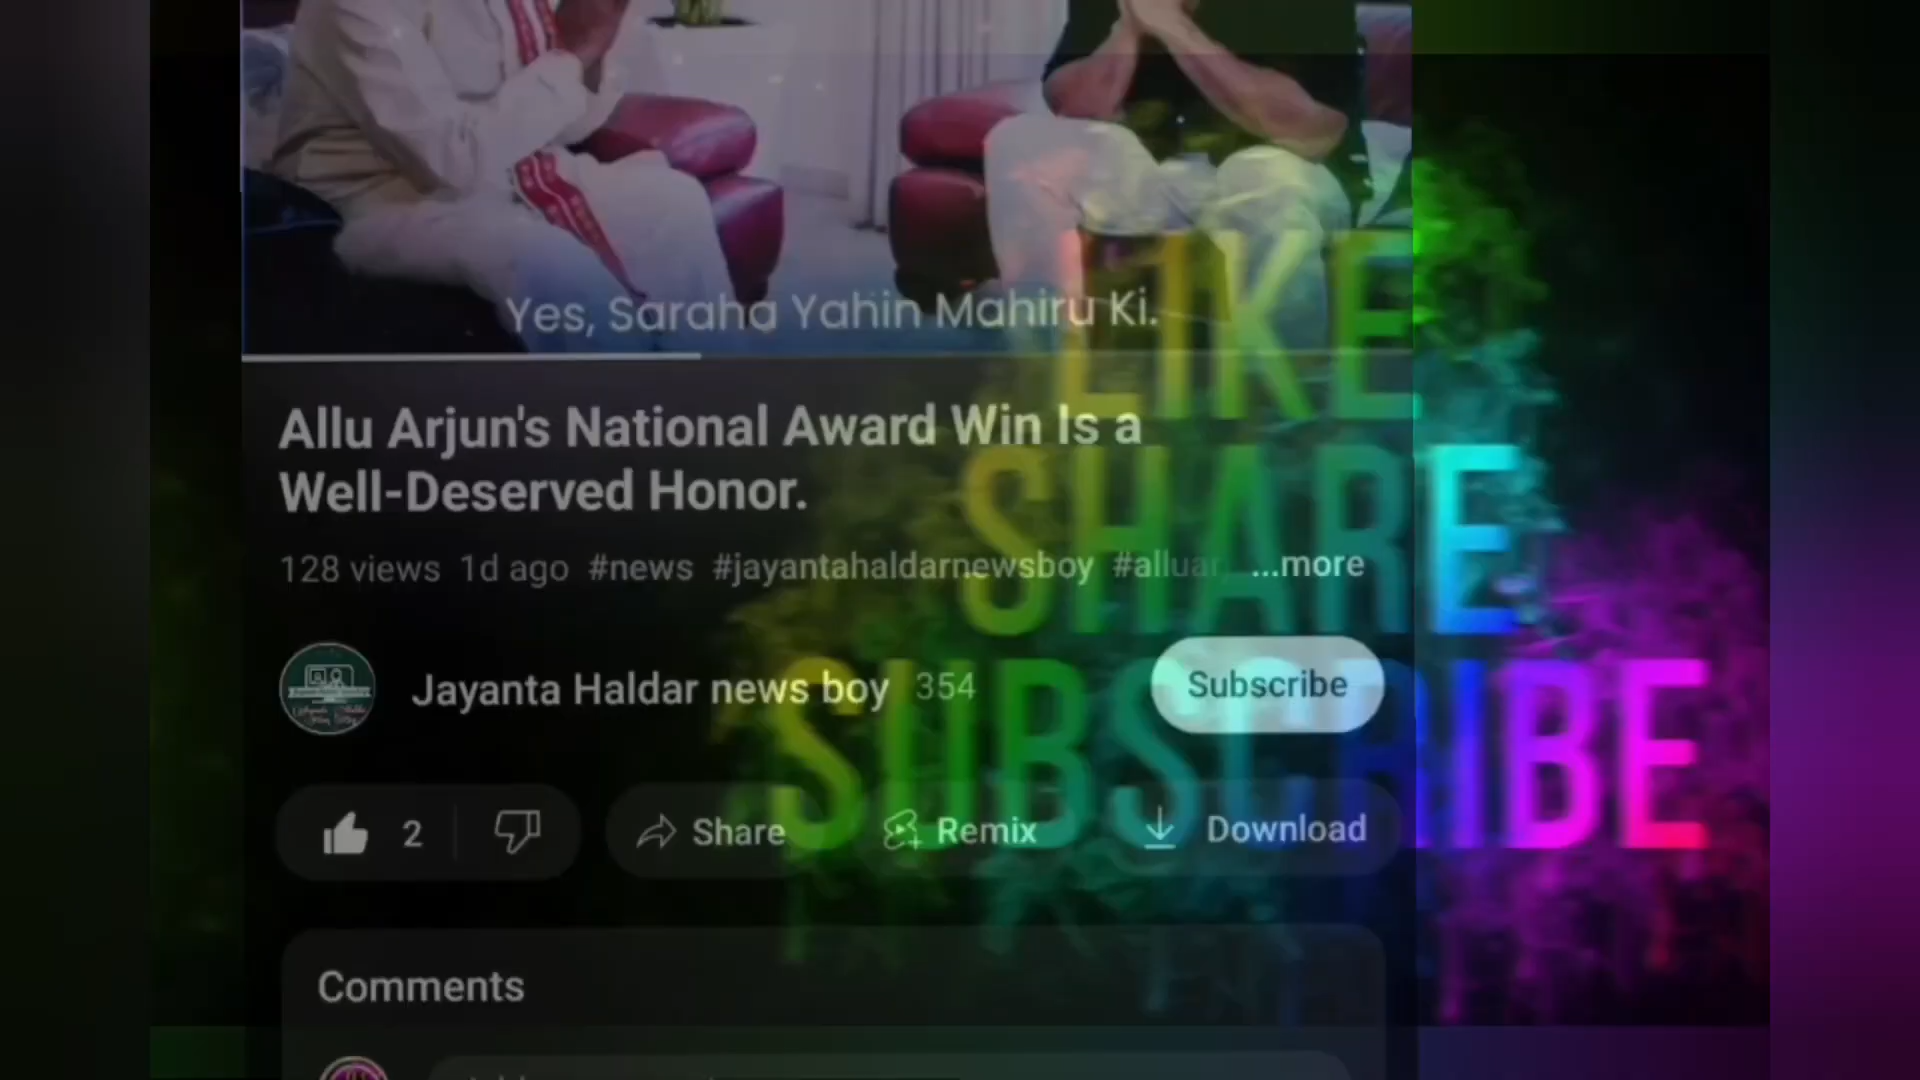 Yes, Saraha Yahin Mahiru Ki.
LIKE
Allu Arjun's National Award Win Is a
Well-Deserved Honor.
SHARE
128 views 1d ago #news #jayantahaldarnewsboy #alluar ...more
Jayanta Haldar news boy 354 Subscribe
SUBSCRIBE
2 Share Remix Download
Comments